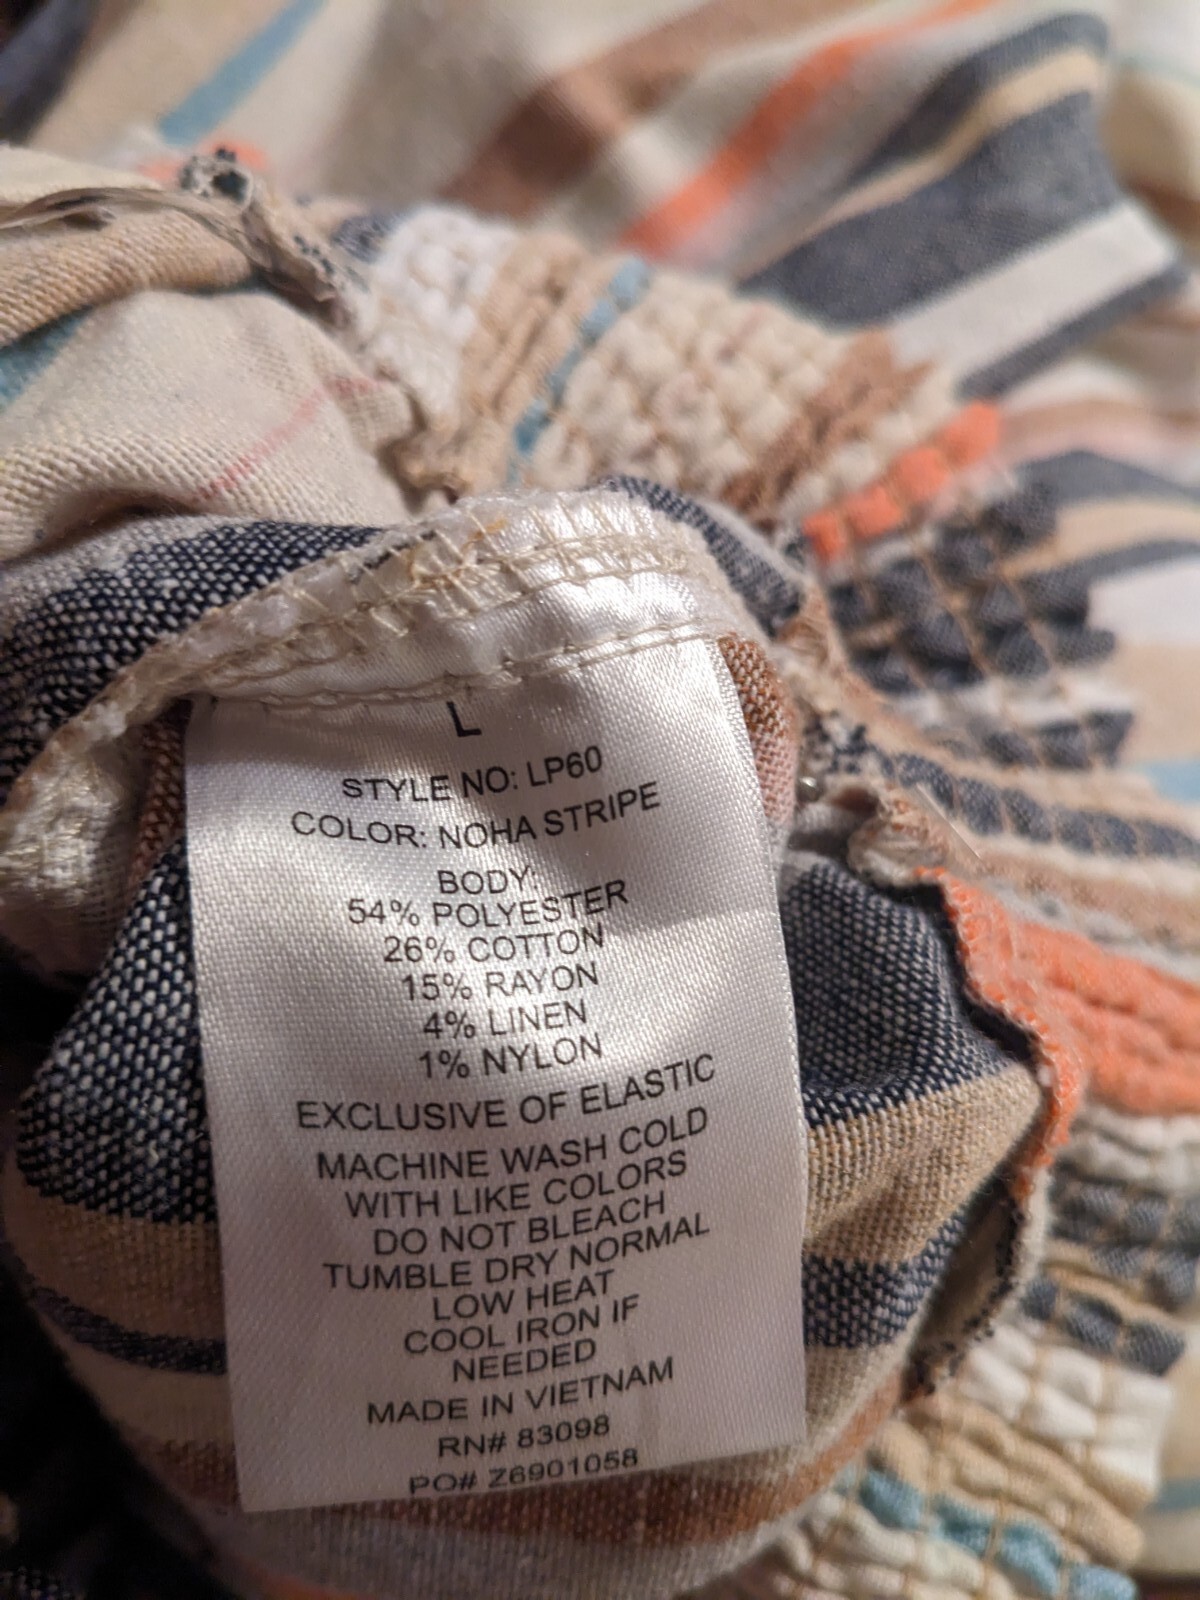 L
STYLE NO: LP60
COLOR: NOHA STRIPE
BODY:
54% POLYESTER
26% COTTON
15% RAYON
4% LINEN
1% NYLON
EXCLUSIVE OF ELASTIC
MACHINE WASH COLD
WITH LIKE COLORS
DO NOT BLEACH
TUMBLE DRY NORMAL
LOW HEAT
COOL IRON IF
NEEDED
MADE IN VIETNAM
RN# 83098
PO# Z6901058